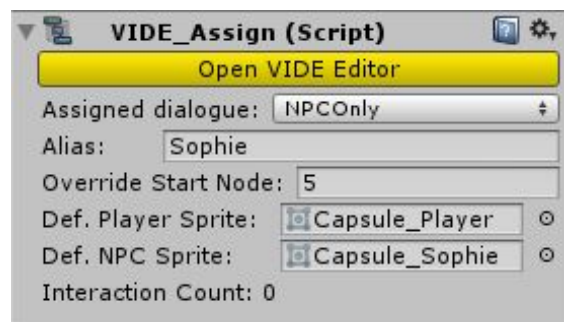 VIDE_Assign (Script)
Open VIDE Editor
Assigned dialogue: NPCOnly
Alias: Sophie
Override Start Node: 5
Def. Player Sprite: Capsule_Player
Def. NPC Sprite: Capsule_Sophie
Interaction Count: 0